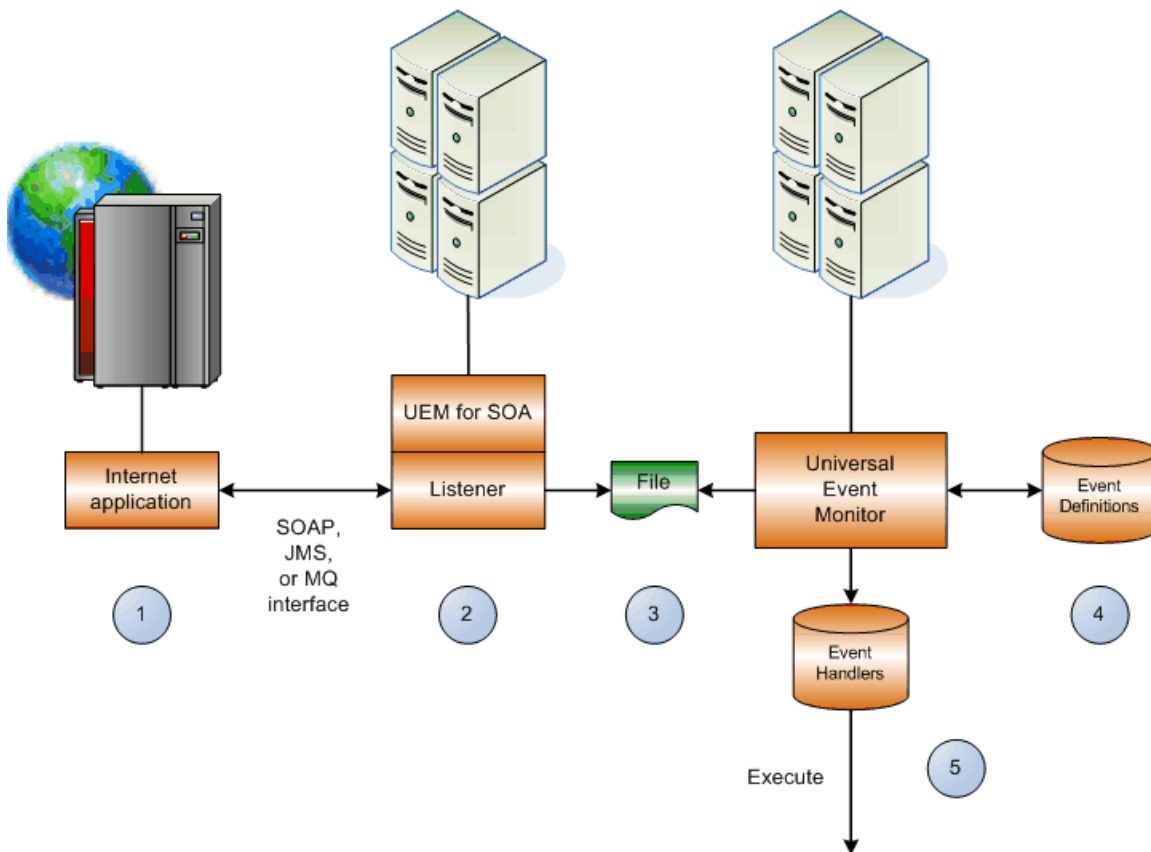 UEM for SOA
Internet
application
Listener
File
Universal
Event
Monitor
Event
Definitions
SOAP,
JMS,
or MQ
interface
1
2
3
4
Event
Handlers
Execute
5